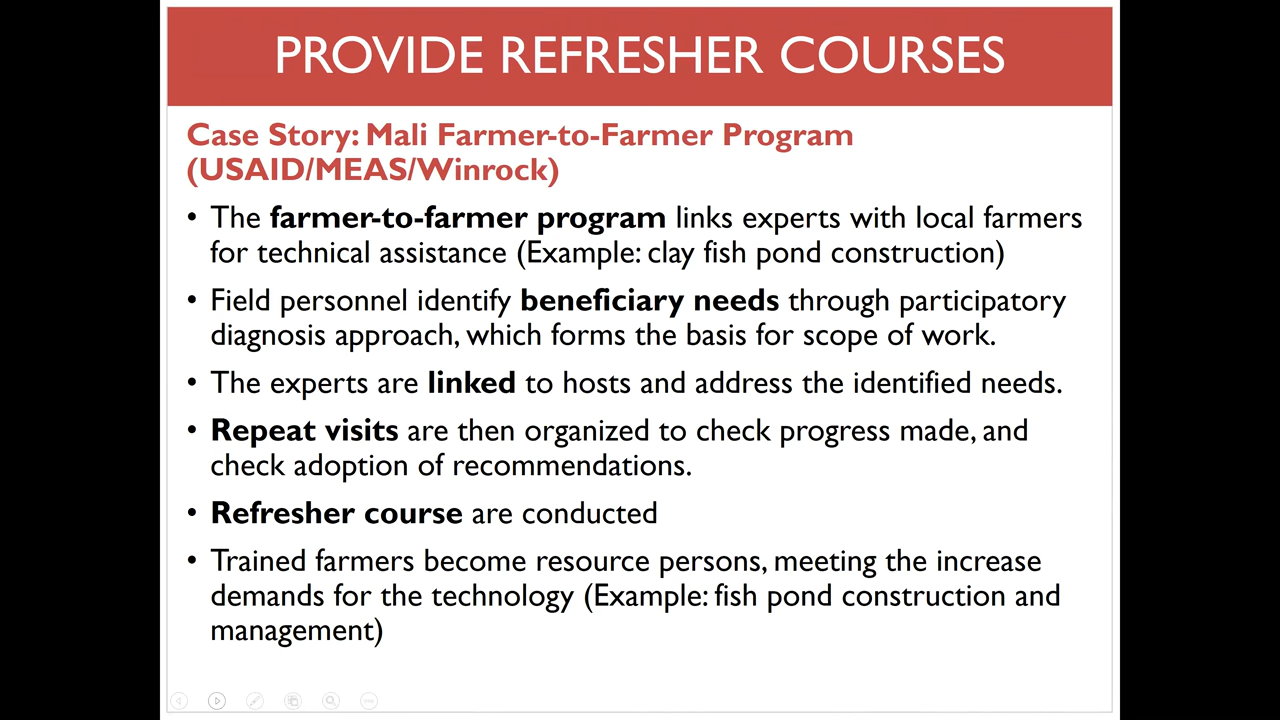 PROVIDE REFRESHER COURSES
Case Story: Mali Farmer-to-Farmer Program
(USAID/MEAS/Winrock)
• The farmer-to-farmer program links experts with local farmers
for technical assistance (Example: clay fish pond construction)
• Field personnel identify beneficiary needs through participatory
diagnosis approach, which forms the basis for scope of work.
• The experts are linked to hosts and address the identified needs.
• Repeat visits are then organized to check progress made, and
check adoption of recommendations.
• Refresher course are conducted
• Trained farmers become resource persons, meeting the increase
demands for the technology (Example: fish pond construction and
management)